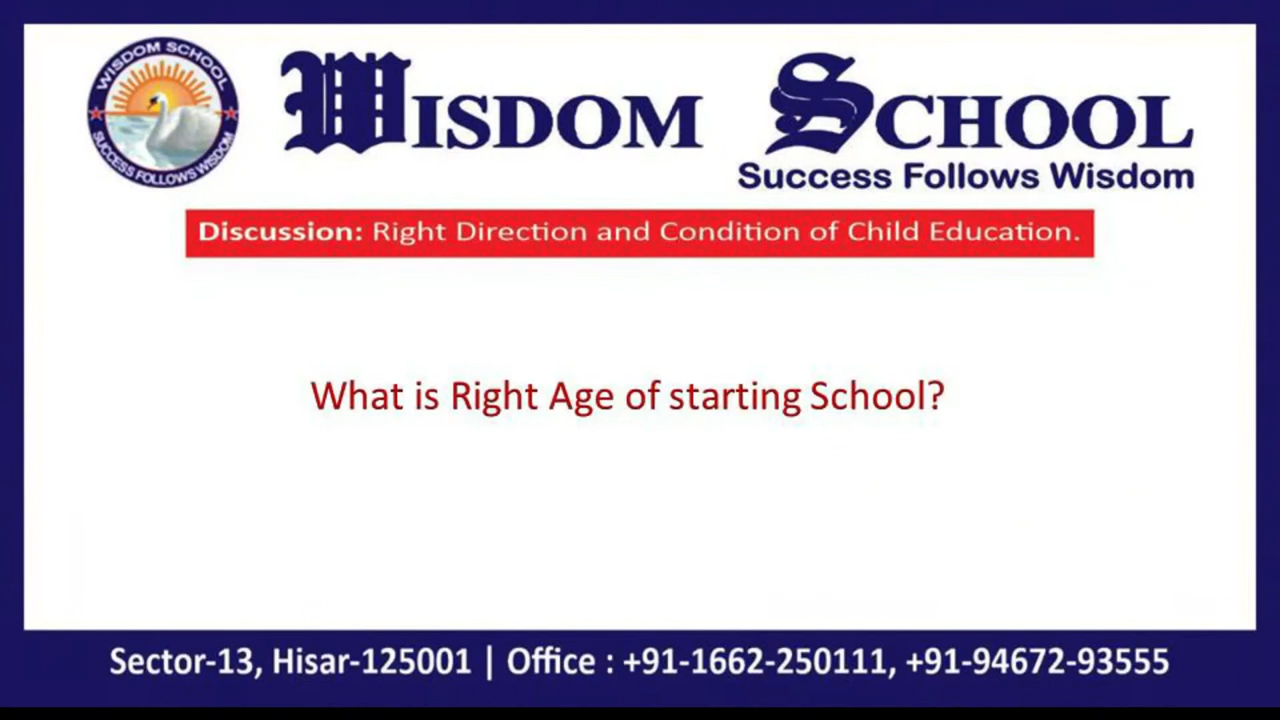 WISDOM SCHOOL
SUCCESS FOLLOWS WISDOM
WISDOM SCHOOL
Success Follows Wisdom
Discussion: Right Direction and Condition of Child Education.
What is Right Age of starting School?
Sector-13, Hisar-125001 | Office : +91-1662-250111, +91-94672-93555